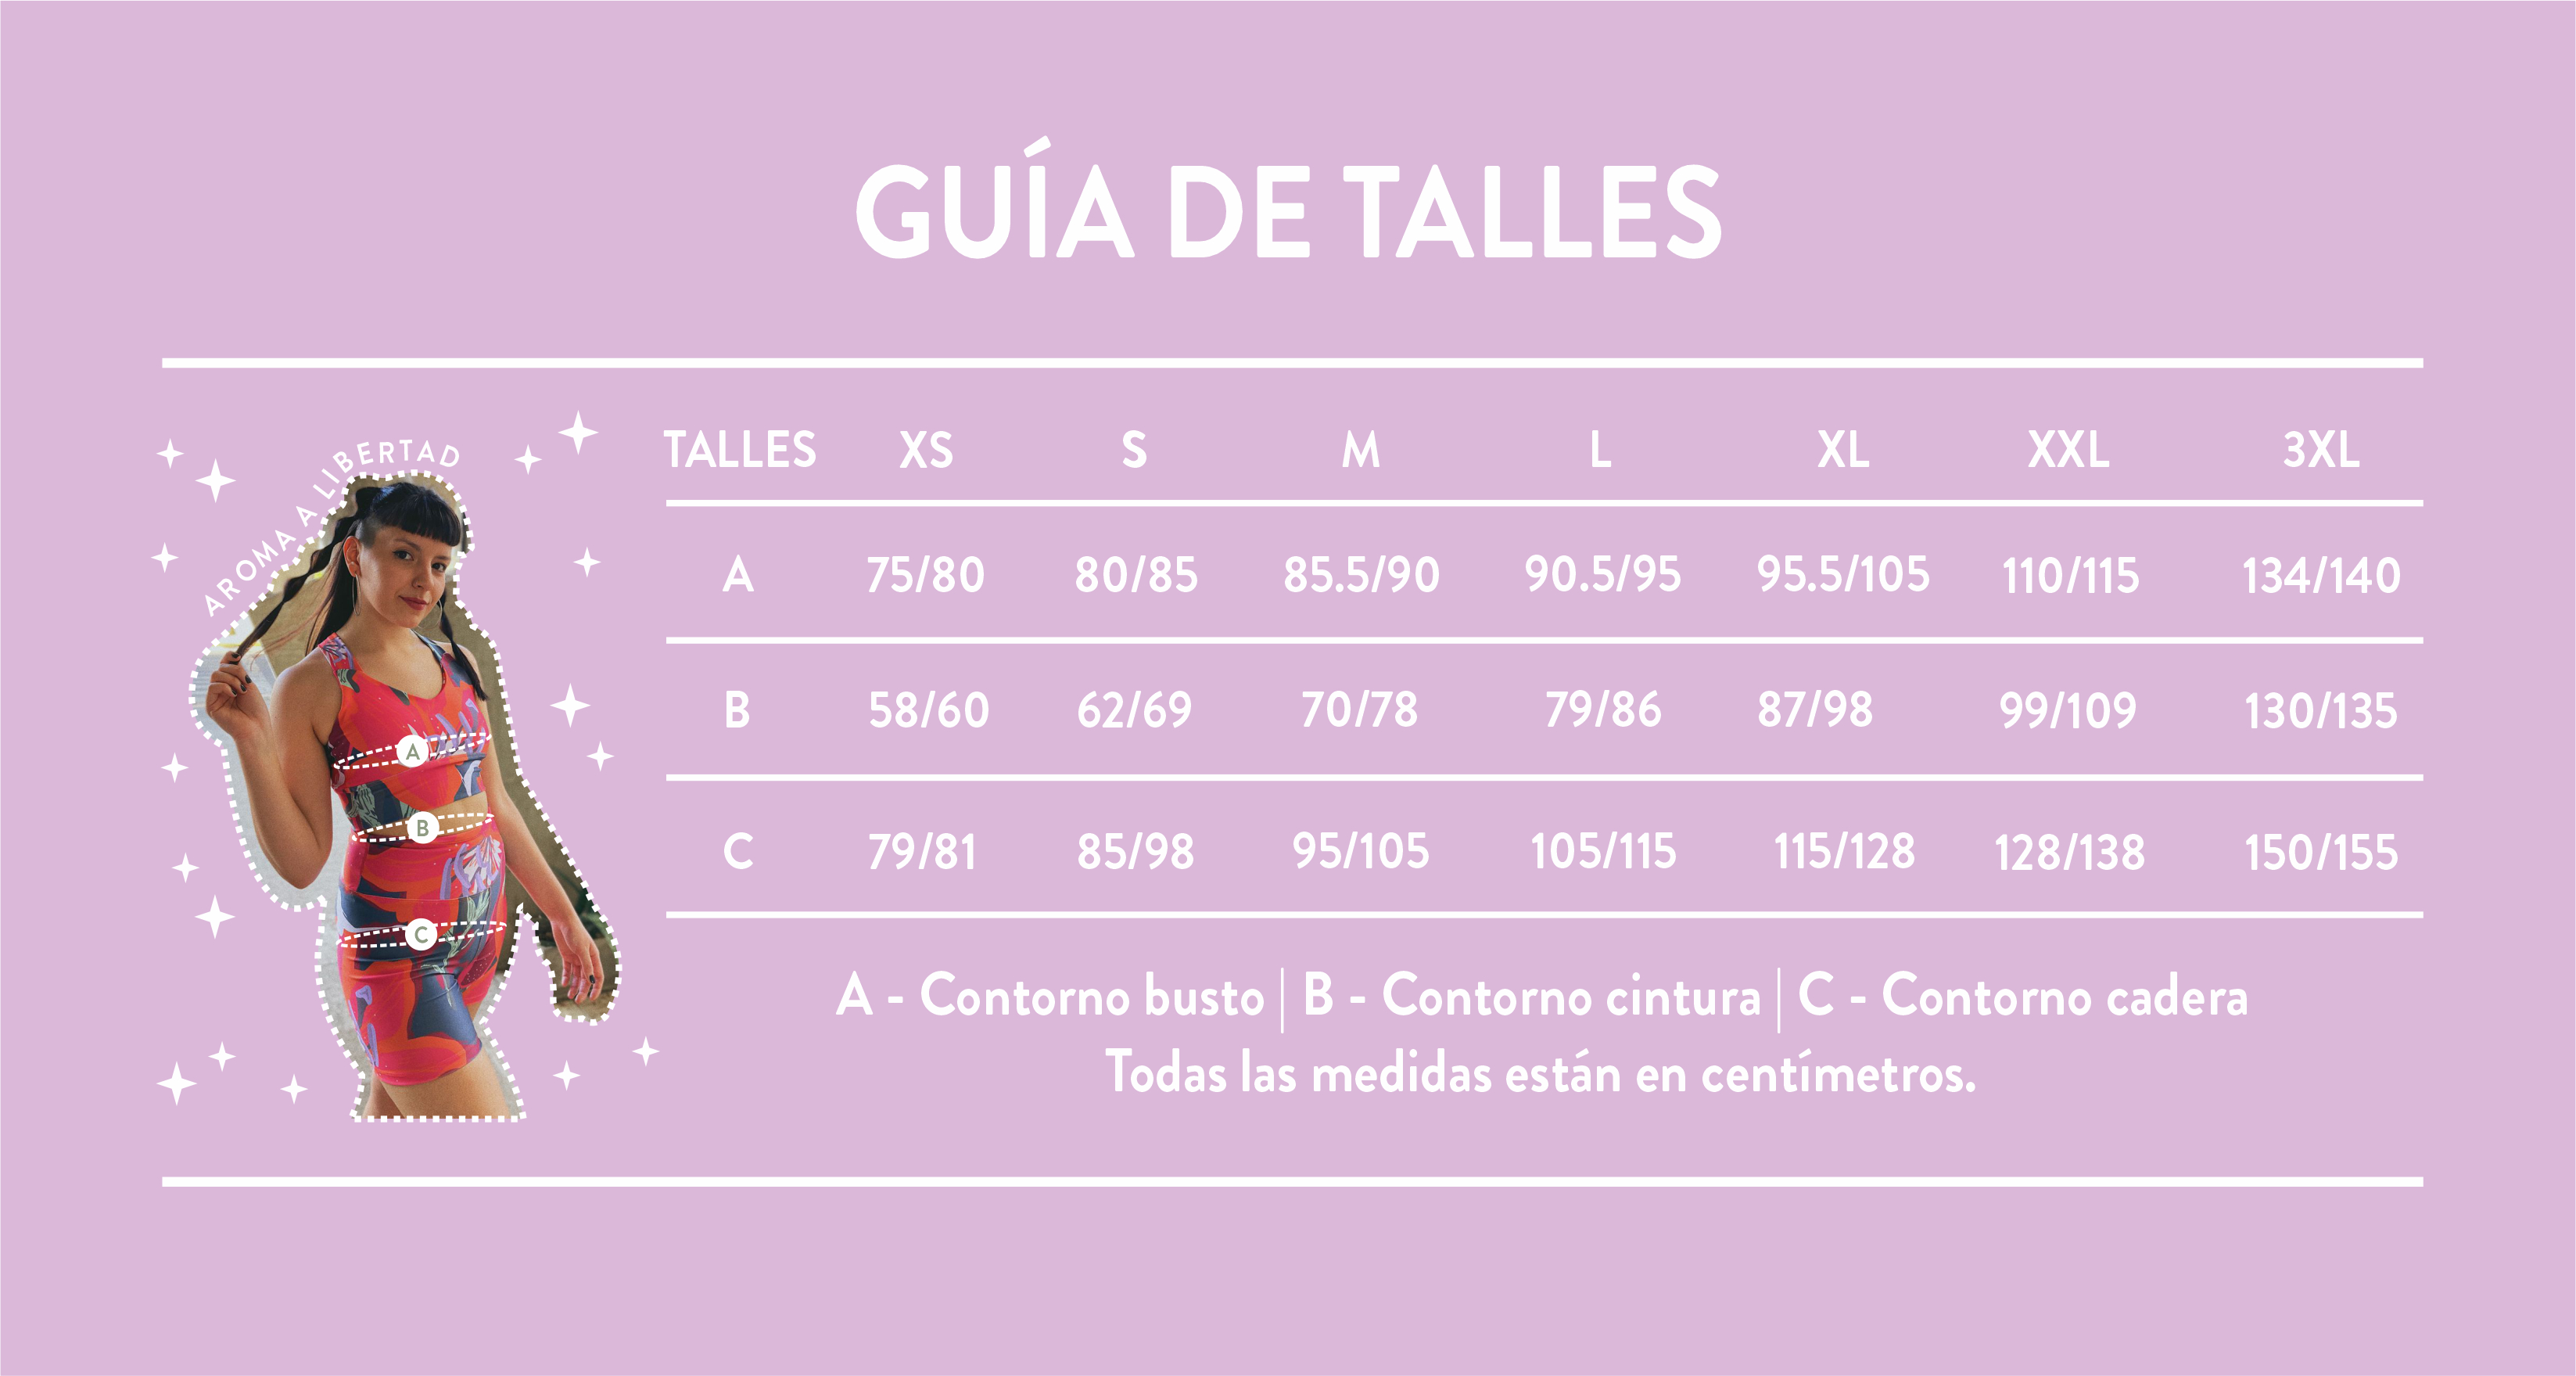 GUÍA DE TALLES
AROMA A LIBERTAD
TALLES XS S M L XL XXL 3XL
A 75/80 80/85 85.5/90 90.5/95 95.5/105 110/115 134/140
B 58/60 62/69 70/78 79/86 87/98 99/109 130/135
C 79/81 85/98 95/105 105/115 115/128 128/138 150/155
A
B
C
A - Contorno busto | B - Contorno cintura | C - Contorno cadera
Todas las medidas están en centímetros.